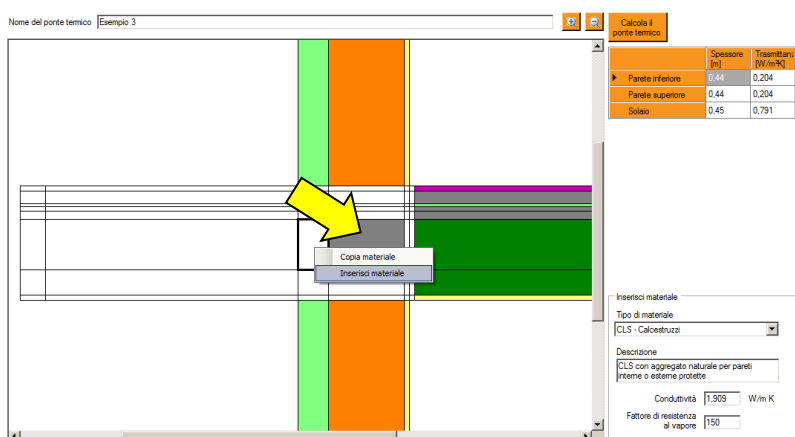 Nome del ponte termico Esempio 3
Calcola il
ponte termico
Spessore
[m]
Trasmittanz
[W/m²K]
Parete inferiore 0,44 0,204
Parete superiore 0,44 0,204
Solaio 0,45 0,791
Copia materiale
Inserisci materiale
Inserisci materiale
Tipo di materiale
CLS - Calcestruzzi
Descrizione
CLS con aggregato naturale per pareti
interne o esterne protette
Conduttività 1,909 W/m K
Fattore di resistenza
al vapore 150